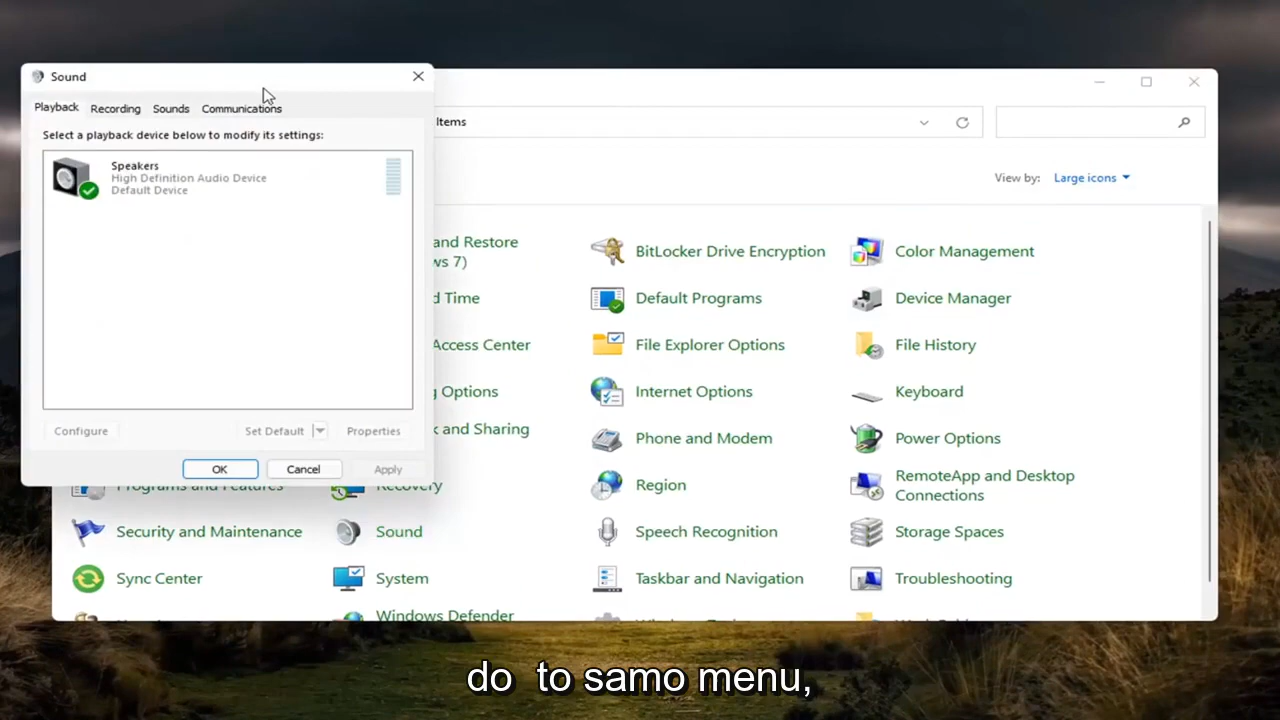 Sound
Playback
Recording
Sounds
Communications
Select a playback device below to modify its settings:
Speakers
High Definition Audio Device
Default Device
Configure
Set Default
Properties
OK
Cancel
Apply
Items
View by:
Large icons
and Restore
ws 7)
BitLocker Drive Encryption
Color Management
d Time
Default Programs
Device Manager
Access Center
File Explorer Options
File History
g Options
Internet Options
Keyboard
k and Sharing
Phone and Modem
Power Options
Programs and Features
Recovery
Region
RemoteApp and Desktop
Connections
Security and Maintenance
Sound
Speech Recognition
Storage Spaces
Sync Center
System
Taskbar and Navigation
Troubleshooting
Windows Defender
do to samo menu,